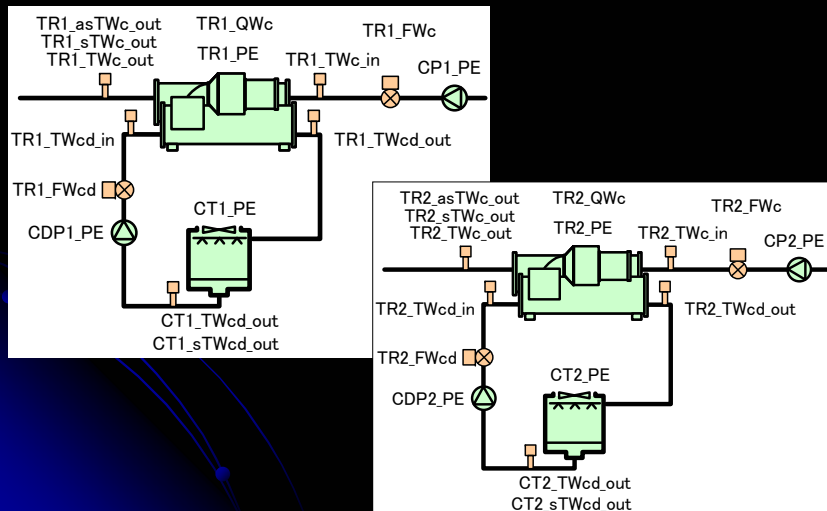 TR1_asTWc_out
TR1_sTWc_out
TR1_TWc_out
TR1_QWc
TR1_PE
TR1_TWc_in
TR1_FWc
CP1_PE
TR1_TWcd_in
TR1_TWcd_out
TR1_FWcd
CT1_PE
CDP1_PE
CT1_TWcd_out
CT1_sTWcd_out
TR2_asTWc_out
TR2_sTWc_out
TR2_TWc_out
TR2_QWc
TR2_PE
TR2_TWc_in
TR2_FWc
CP2_PE
TR2_TWcd_in
TR2_TWcd_out
TR2_FWcd
CT2_PE
CDP2_PE
CT2_TWcd_out
CT2_sTWcd_out